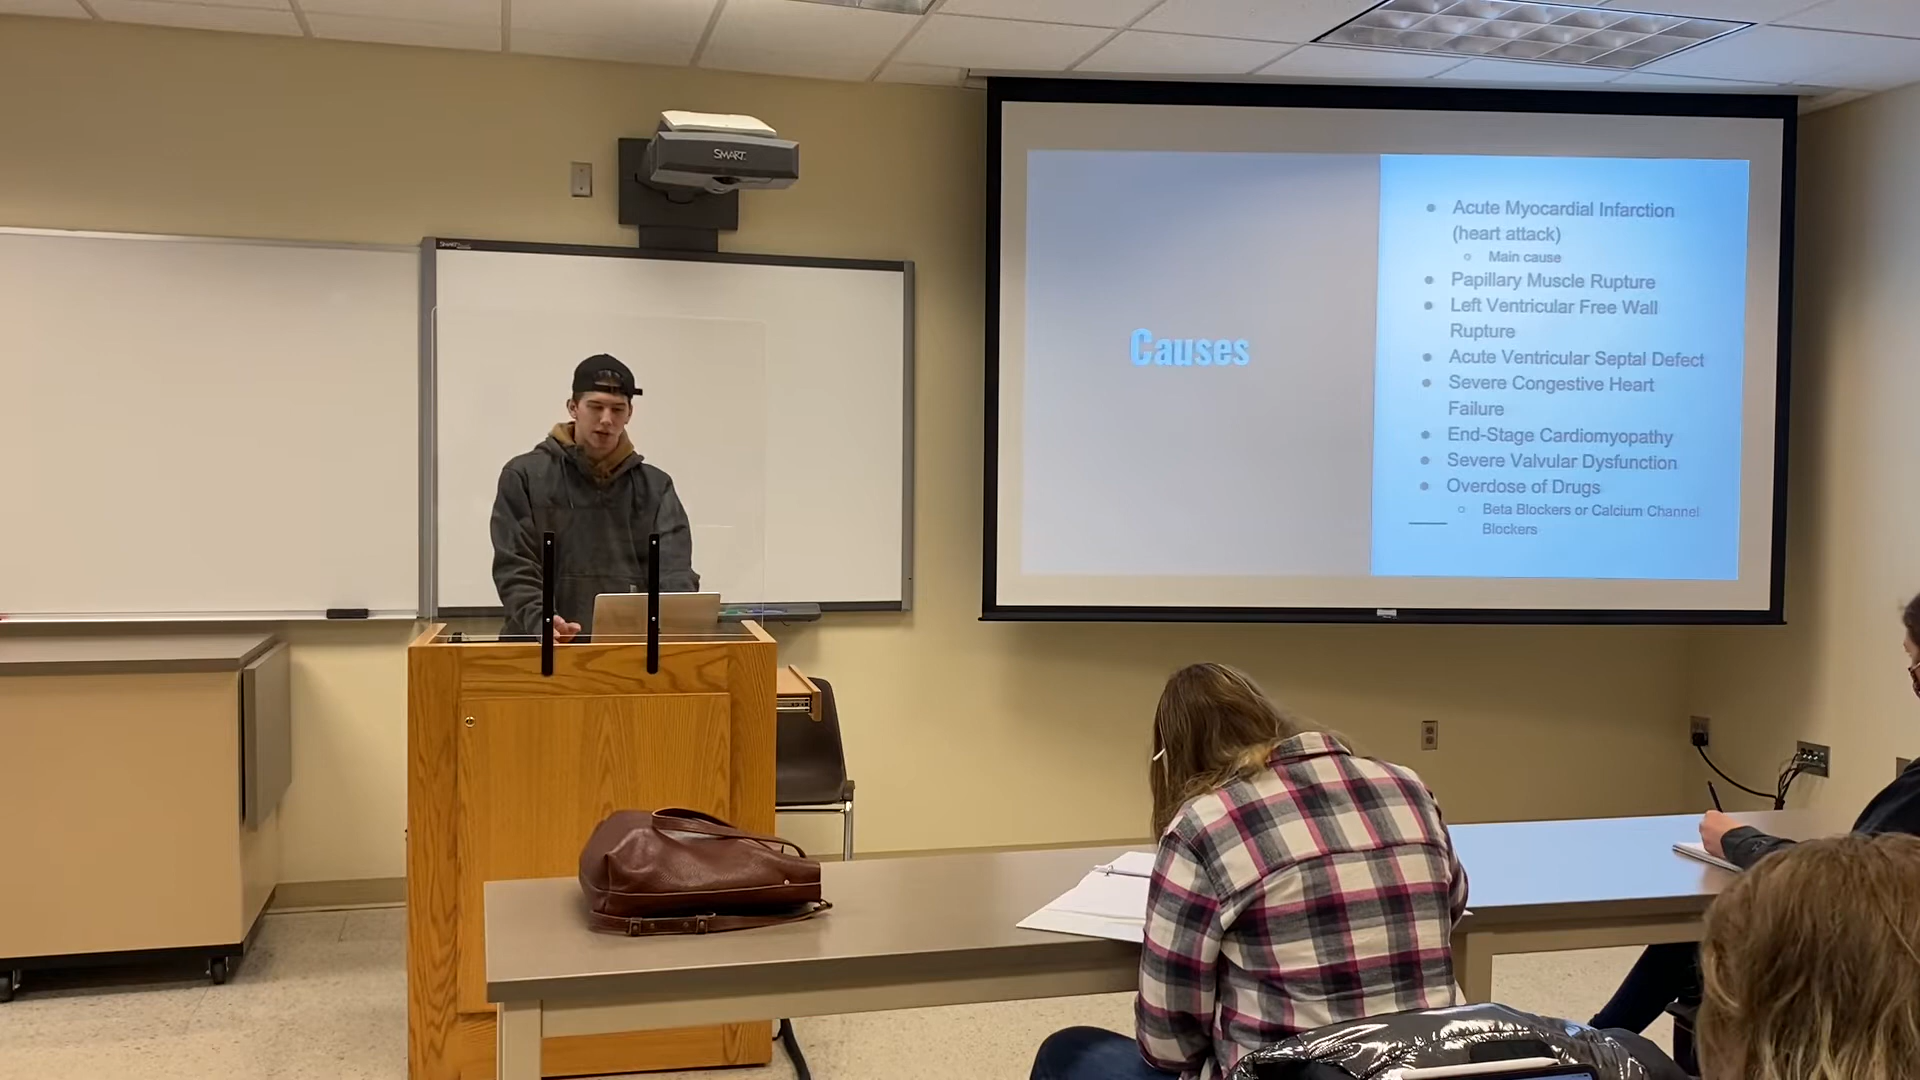 SMART
Causes
Acute Myocardial Infarction
(heart attack)
Main cause
Papillary Muscle Rupture
Left Ventricular Free Wall
Rupture
Acute Ventricular Septal Defect
Severe Congestive Heart
Failure
End-Stage Cardiomyopathy
Severe Valvular Dysfunction
Overdose of Drugs
Beta Blockers or Calcium Channel
Blockers